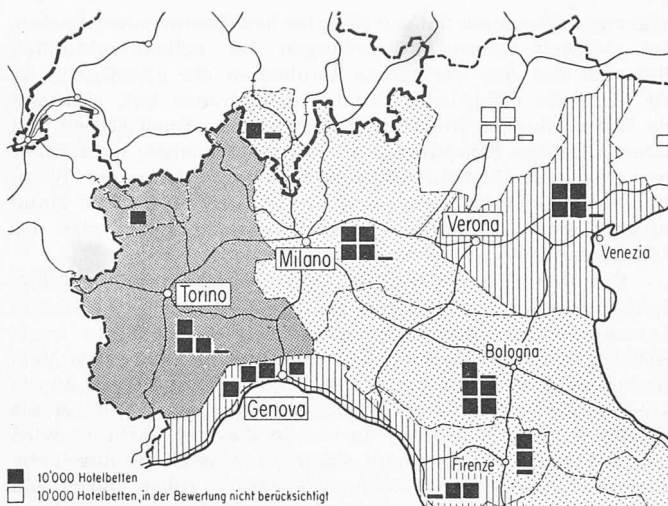 Verona
Milano
Venezia
Torino
Bologna
Genova
Firenze
10'000 Hotelbetten
10'000 Hotelbetten, in der Bewertung nicht berücksichtigt